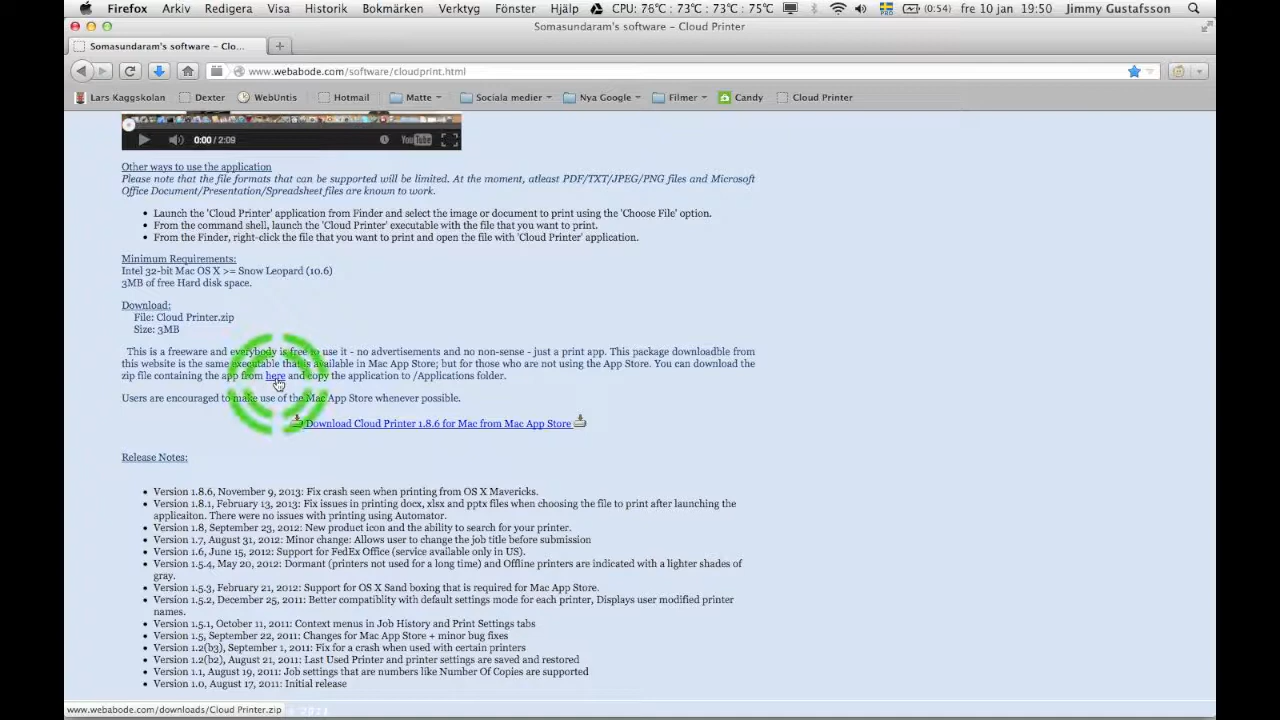 Firefox Arkiv Redigera Visa Historik Bokmärken Verktyg Fönster Hjälp CPU: 76°C : 73°C : 73°C : 75°C (0:54) fre 10 jan 19:50 Jimmy Gustafsson
Somasundaram's software – Cloud Printer
Somasundaram's software – Clo...
www.webabode.com/software/cloudprint.html
Lars Kaggskolan Dexter WebUntis Hotmail Matte Sociala medier Nya Google Filmer Candy Cloud Printer
0:00 / 2:09 YouTube
Other ways to use the application
Please note that the file formats that can be supported will be limited. At the moment, atleast PDF/TXT/JPEG/PNG files and Microsoft
Office Document/Presentation/Spreadsheet files are known to work.
• Launch the 'Cloud Printer' application from Finder and select the image or document to print using the 'Choose File' option.
• From the command shell, launch the 'Cloud Printer' executable with the file that you want to print.
• From the Finder, right-click the file that you want to print and open the file with 'Cloud Printer' application.
Minimum Requirements:
Intel 32-bit Mac OS X >= Snow Leopard (10.6)
3MB of free Hard disk space.
Download:
File: Cloud Printer.zip
Size: 3MB
This is a freeware and everybody is free to use it - no advertisements and no non-sense - just a print app. This package downloadble from
this website is the same executable that is available in Mac App Store; but for those who are not using the App Store. You can download the
zip file containing the app from here and copy the application to /Applications folder.
Users are encouraged to make use of the Mac App Store whenever possible.
Download Cloud Printer 1.8.6 for Mac from Mac App Store
Release Notes:
• Version 1.8.6, November 9, 2013: Fix crash seen when printing from OS X Mavericks.
• Version 1.8.1, February 13, 2013: Fix issues in printing docx, xlsx and pptx files when choosing the file to print after launching the
applicaiton. There were no issues with printing using Automator.
• Version 1.8, September 23, 2012: New product icon and the ability to search for your printer.
• Version 1.7, August 31, 2012: Minor change: Allows user to change the job title before submission
• Version 1.6, June 15, 2012: Support for FedEx Office (service available only in US).
• Version 1.5.4, May 20, 2012: Dormant (printers not used for a long time) and Offline printers are indicated with a lighter shades of
gray.
• Version 1.5.3, February 21, 2012: Support for OS X Sand boxing that is required for Mac App Store.
• Version 1.5.2, December 25, 2011: Better compatiblity with default settings mode for each printer, Displays user modified printer
names.
• Version 1.5.1, October 11, 2011: Context menus in Job History and Print Settings tabs
• Version 1.5, September 22, 2011: Changes for Mac App Store + minor bug fixes
• Version 1.2(b3), September 1, 2011: Fix for a crash when used with certain printers
• Version 1.2(b2), August 21, 2011: Last Used Printer and printer settings are saved and restored
• Version 1.1, August 19, 2011: Job settings that are numbers like Number Of Copies are supported
• Version 1.0, August 17, 2011: Initial release
www.webabode.com/downloads/Cloud Printer.zip